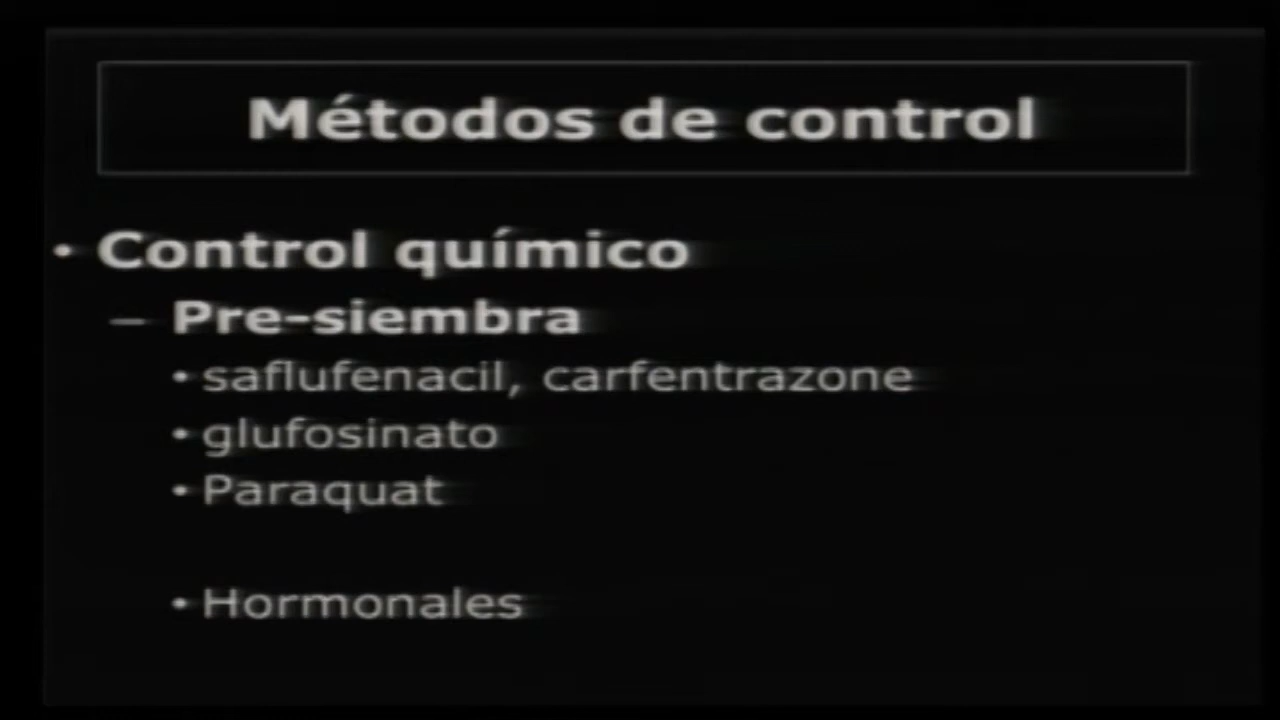 Métodos de control
• Control químico
– Pre-siembra
• saflufenacil, carfentrazone
• glufosinato
• Paraquat
• Hormonales